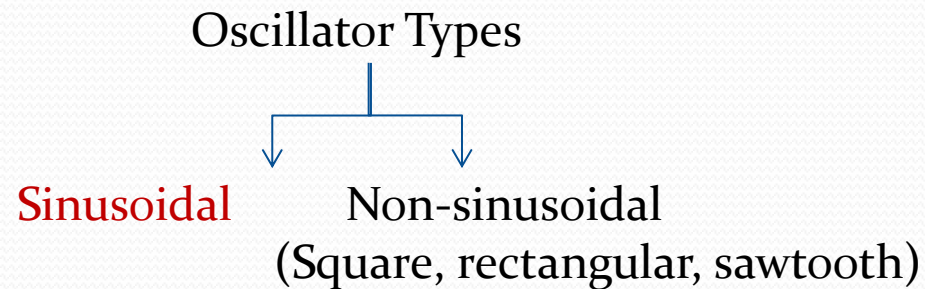 Oscillator Types
Sinusoidal Non-sinusoidal
(Square, rectangular, sawtooth)